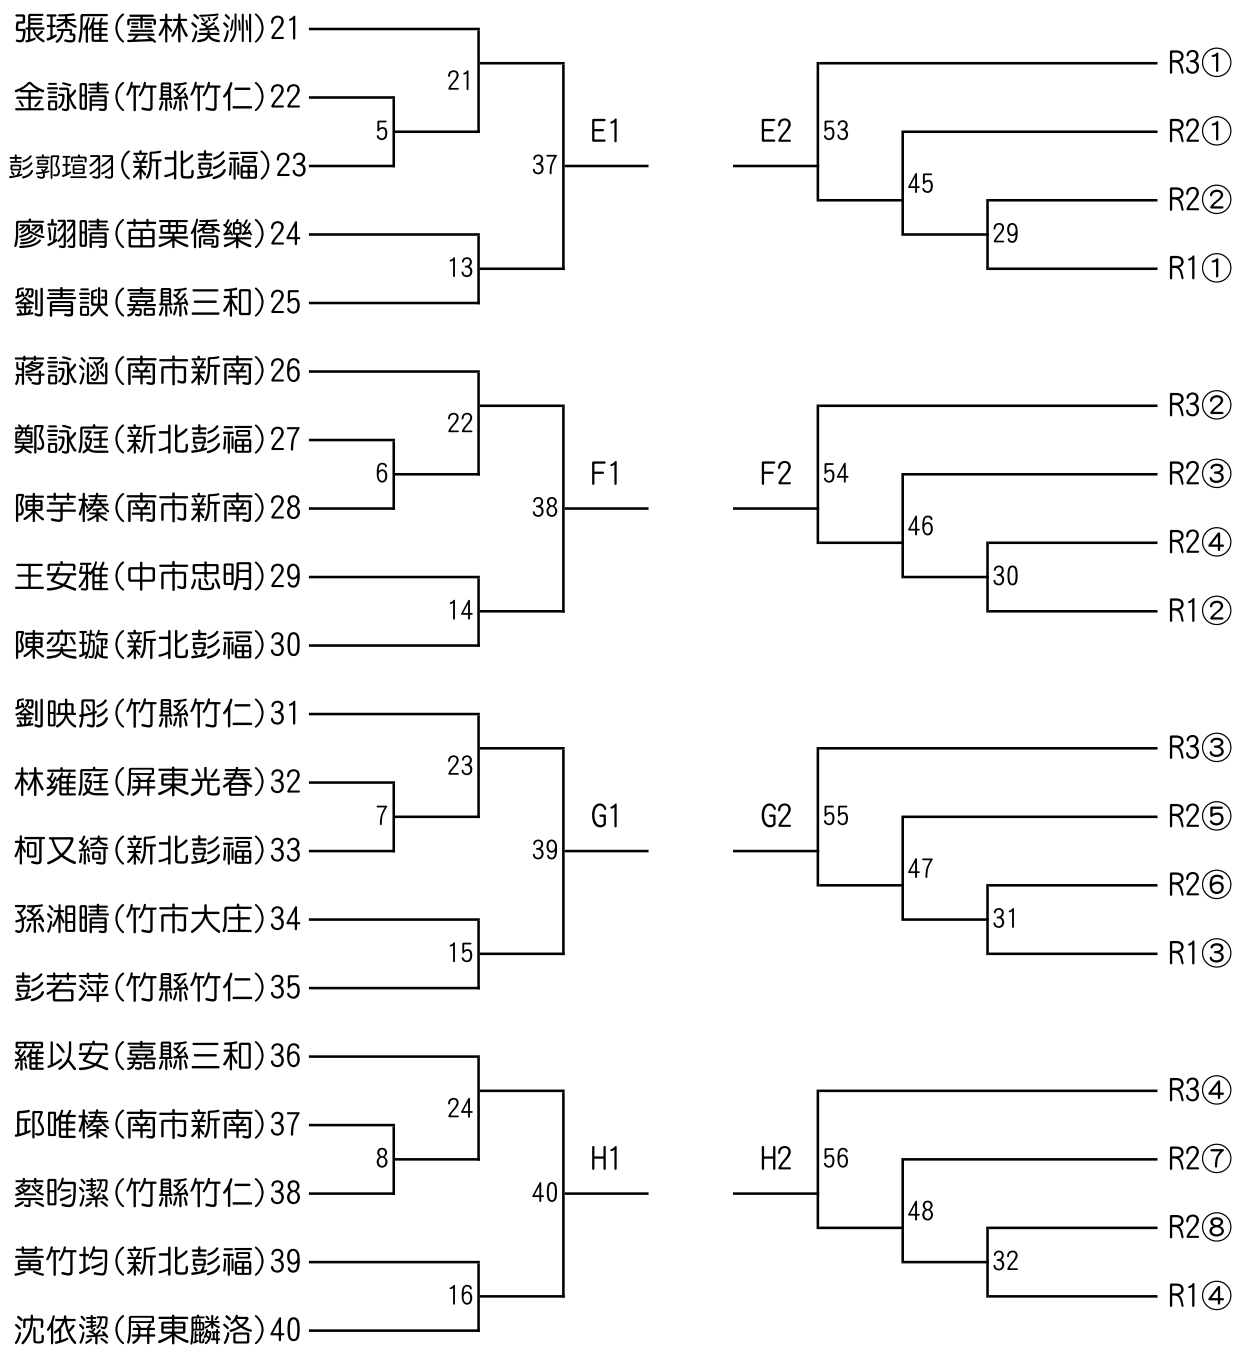 張琇雁(雲林溪洲)21
21
R3①
金詠晴(竹縣竹仁)22
5
E1
E2
53
R2①
彭郭瑄羽(新北彭福)23
37
45
R2②
廖翊晴(苗栗僑樂)24
29
13
R1①
劉青諛(嘉縣三和)25
蔣詠涵(南市新南)26
22
R3②
鄭詠庭(新北彭福)27
6
F1
F2
54
R2③
陳芓榛(南市新南)28
38
46
R2④
王安雅(中市忠明)29
30
14
R1②
陳奕璇(新北彭福)30
劉映彤(竹縣竹仁)31
23
R3③
林雍庭(屏東光春)32
7
G1
G2
55
R2⑤
柯又綺(新北彭福)33
39
47
R2⑥
孫湘晴(竹市大庄)34
31
15
R1③
彭若萍(竹縣竹仁)35
羅以安(嘉縣三和)36
24
R3④
邱唯榛(南市新南)37
8
H1
H2
56
R2⑦
蔡昀潔(竹縣竹仁)38
40
48
R2⑧
黃竹均(新北彭福)39
32
16
R1④
沈依潔(屏東麟洛)40